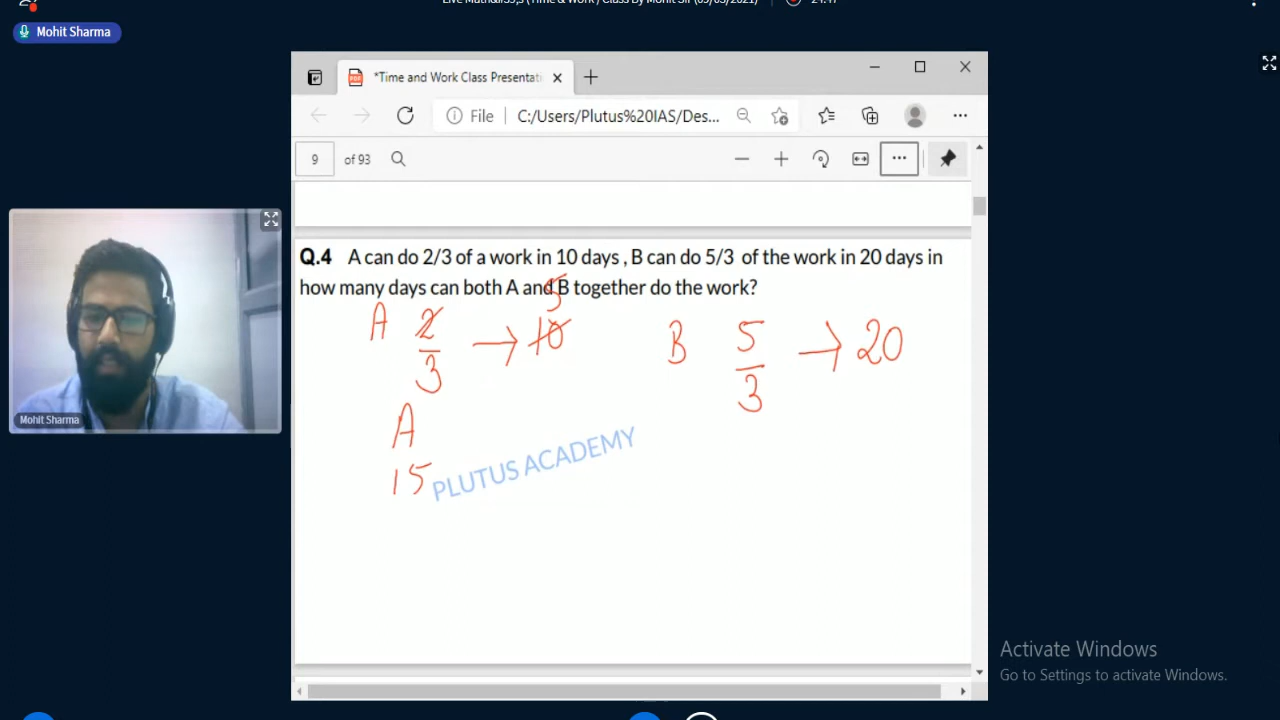 Mohit Sharma
*Time and Work Class Presentati
File
C:/Users/Plutus%20IAS/Des...
9 of 93
Q.4 A can do 2/3 of a work in 10 days , B can do 5/3 of the work in 20 days in
how many days can both A and B together do the work?
5
A 2/3 → 10 B 5/3 → 20
A
15
PLUTUS ACADEMY
Mohit Sharma
Activate Windows
Go to Settings to activate Windows.